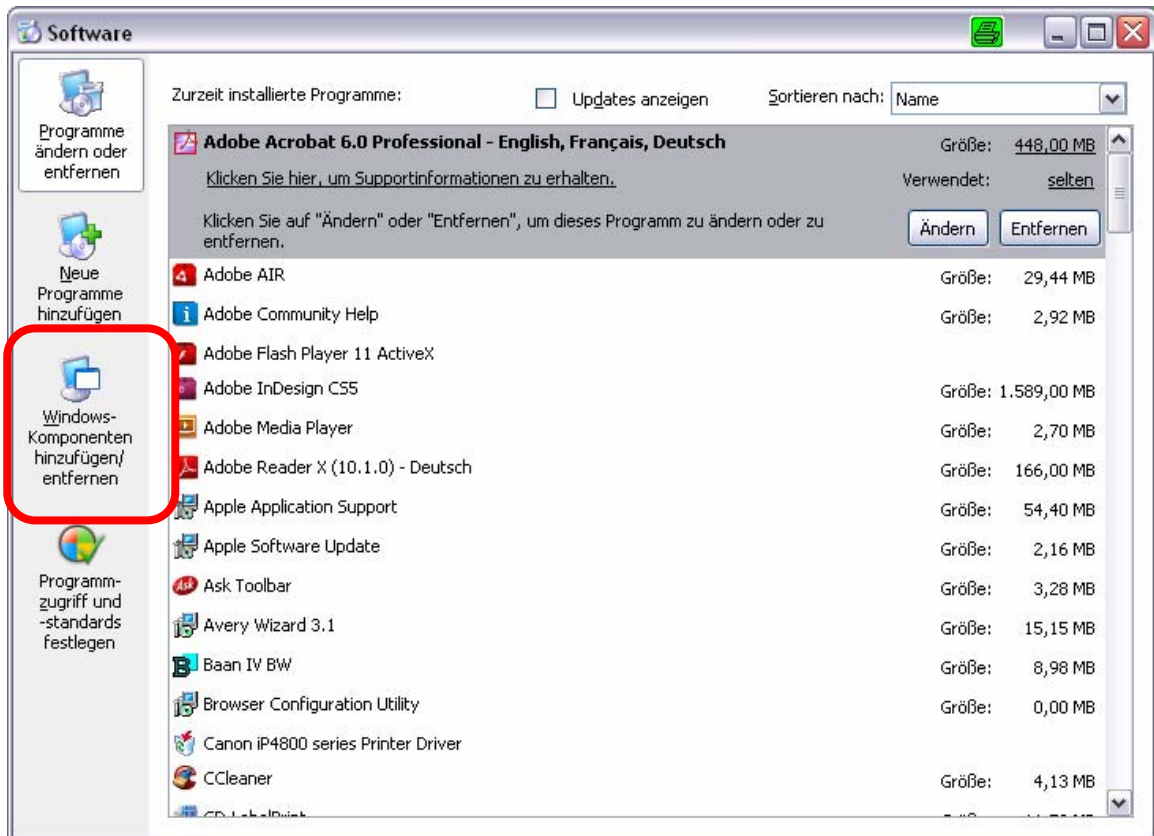 Software
Programme
ändern oder
entfernen
Neue
Programme
hinzufügen
Windows-
Komponenten
hinzufügen/
entfernen
Programm-
zugriff und
-standards
festlegen
Zurzeit installierte Programme: Updates anzeigen Sortieren nach: Name
Adobe Acrobat 6.0 Professional - English, Français, Deutsch Größe: 448,00 MB
Klicken Sie hier, um Supportinformationen zu erhalten. Verwendet: selten
Klicken Sie auf "Ändern" oder "Entfernen", um dieses Programm zu ändern oder zu
entfernen.
Ändern Entfernen
Adobe AIR Größe: 29,44 MB
Adobe Community Help Größe: 2,92 MB
Adobe Flash Player 11 ActiveX
Adobe InDesign CS5 Größe: 1.589,00 MB
Adobe Media Player Größe: 2,70 MB
Adobe Reader X (10.1.0) - Deutsch Größe: 166,00 MB
Apple Application Support Größe: 54,40 MB
Apple Software Update Größe: 2,16 MB
Ask Ask Toolbar Größe: 3,28 MB
Avery Wizard 3.1 Größe: 15,15 MB
Baan IV BW Größe: 8,98 MB
Browser Configuration Utility Größe: 0,00 MB
Canon iP4800 series Printer Driver
CCleaner Größe: 4,13 MB
CD-LabelPrint